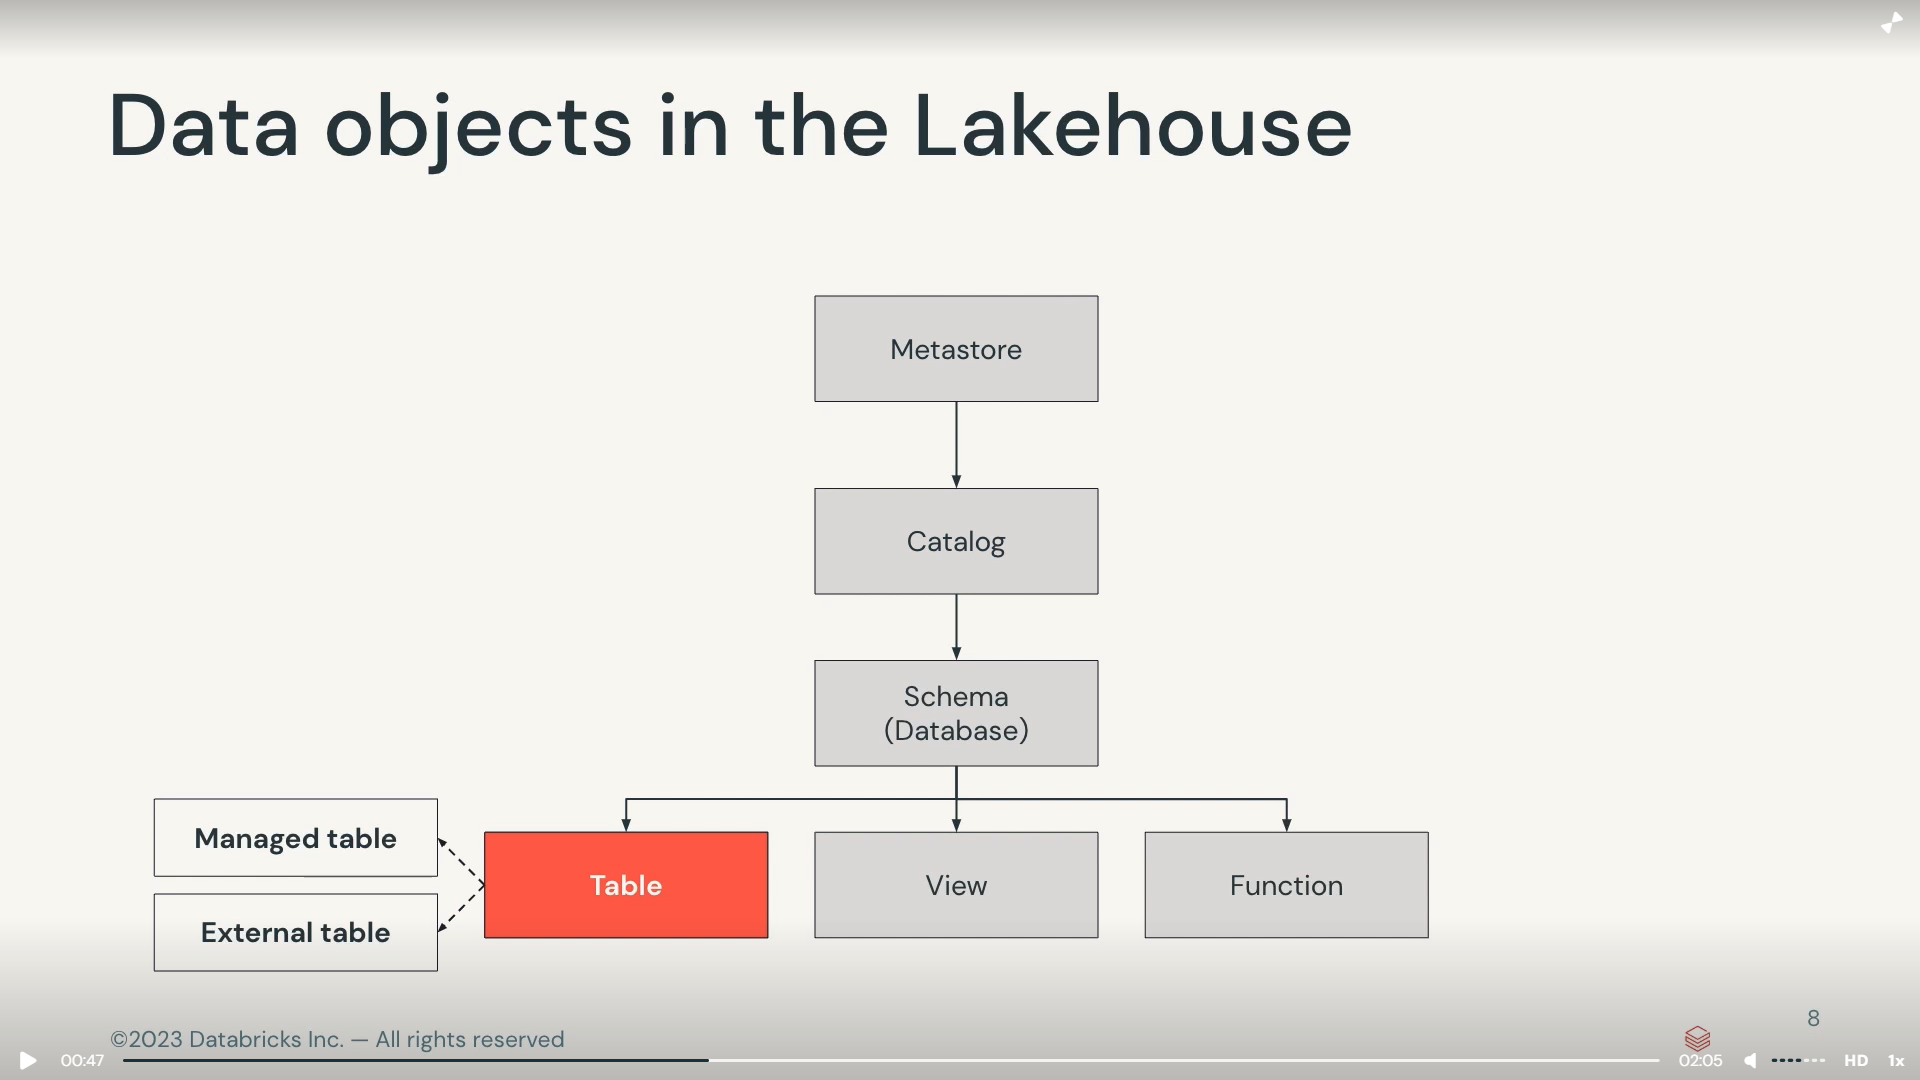 Data objects in the Lakehouse
Metastore
Catalog
Schema
(Database)
Managed table
External table
Table
View
Function
©2023 Databricks Inc. — All rights reserved
8
00:47
02:05
HD
1x